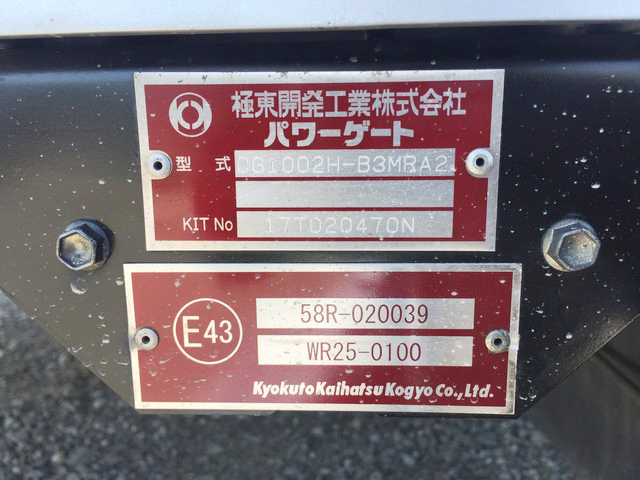 極東開発工業株式会社
パワーゲート
型 式 CG1002H-B3MRA2
KIT No 17T020470N
E43
58R-020039
WR25-0100
Kyokuto Kaihatsu Kogyo Co., Ltd.